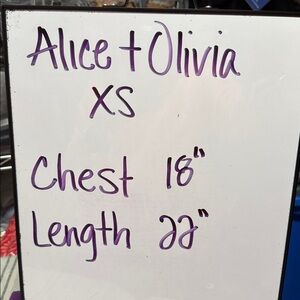 Alice + Olivia
XS
Chest 18"
Length 22"